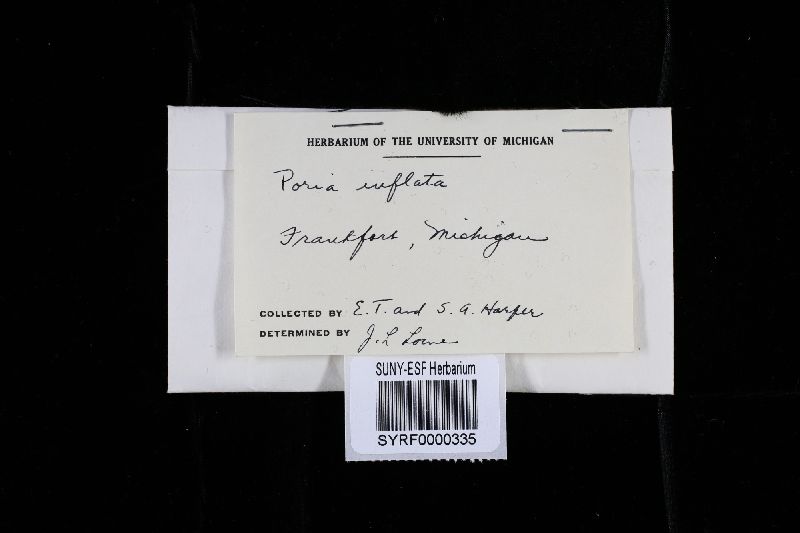 HERBARIUM OF THE UNIVERSITY OF MICHIGAN
Poria inflata
Frankfort, Michigan
COLLECTED BY E.T. and S.A. Harper
DETERMINED BY J.L Lowe
SUNY-ESF Herbarium
SYRF0000335